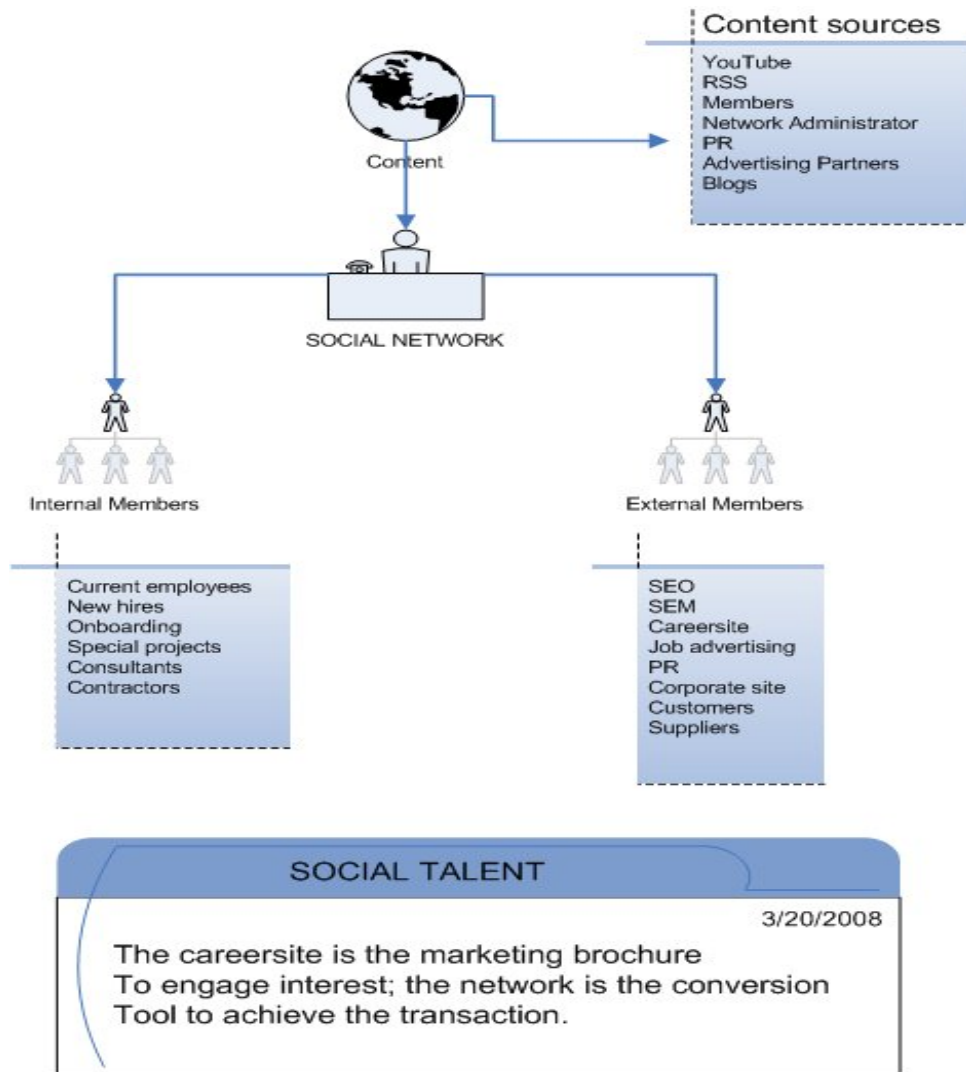 Content sources
YouTube
RSS
Members
Network Administrator
PR
Advertising Partners
Blogs
Content
SOCIAL NETWORK
Internal Members
Current employees
New hires
Onboarding
Special projects
Consultants
Contractors
External Members
SEO
SEM
Careersite
Job advertising
PR
Corporate site
Customers
Suppliers
SOCIAL TALENT
3/20/2008
The careersite is the marketing brochure
To engage interest; the network is the conversion
Tool to achieve the transaction.